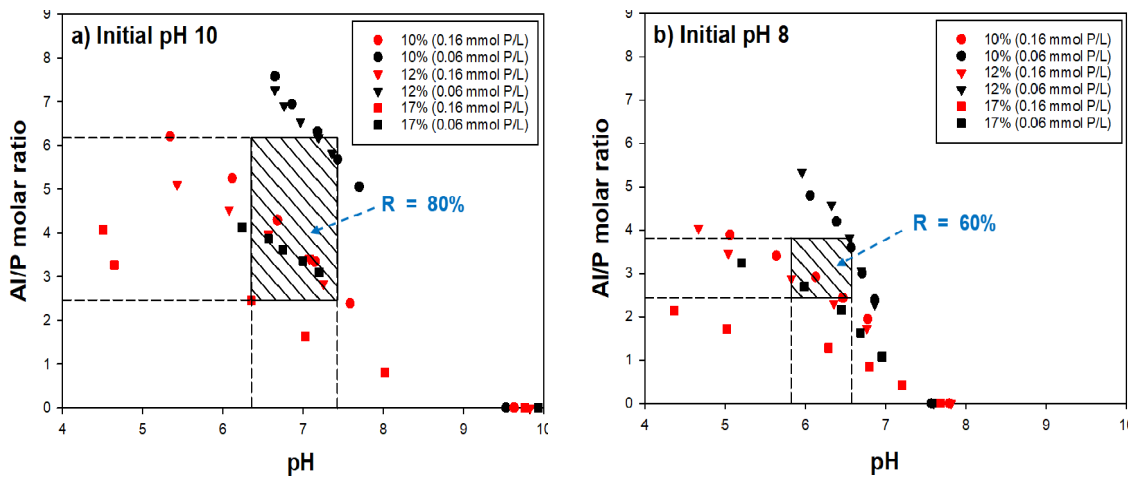 a) Initial pH 10
10% (0.16 mmol P/L)
10% (0.06 mmol P/L)
12% (0.16 mmol P/L)
12% (0.06 mmol P/L)
17% (0.16 mmol P/L)
17% (0.06 mmol P/L)
R = 80%
Al/P molar ratio
9
8
7
6
5
4
3
2
1
0
4
5
6
7
8
9
10
pH
b) Initial pH 8
10% (0.16 mmol P/L)
10% (0.06 mmol P/L)
12% (0.16 mmol P/L)
12% (0.06 mmol P/L)
17% (0.16 mmol P/L)
17% (0.06 mmol P/L)
R = 60%
Al/P molar ratio
9
8
7
6
5
4
3
2
1
0
4
5
6
7
8
9
10
pH